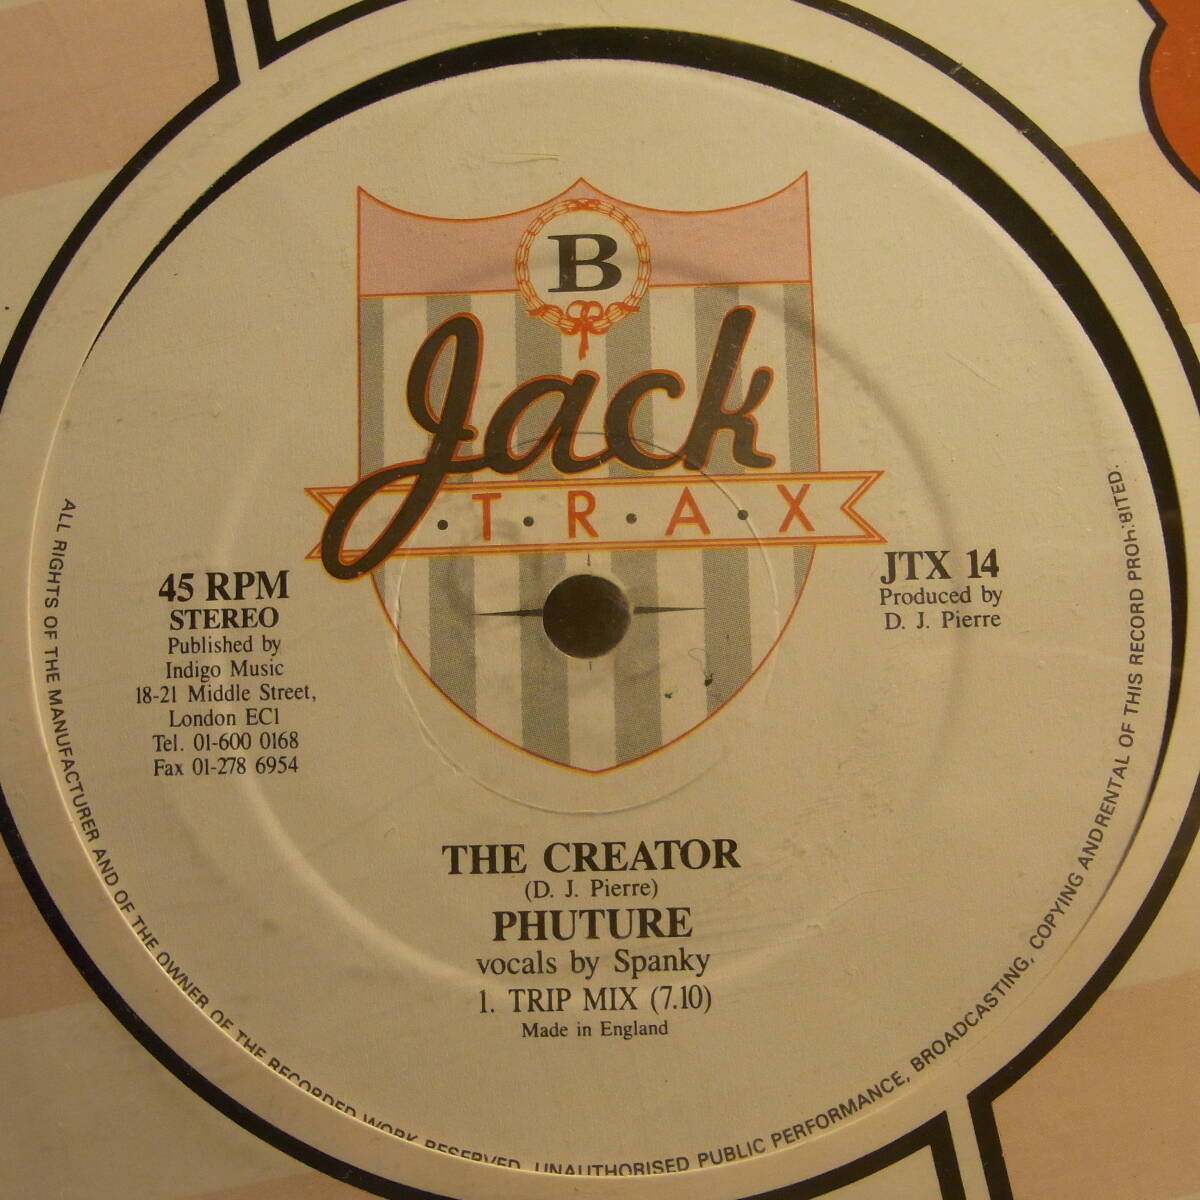 B
Jack
T·R·A·X
45 RPM
STEREO
Published by
Indigo Music
18-21 Middle Street,
London EC1
Tel. 01-600 0168
Fax 01-278 6954
JTX 14
Produced by
D. J. Pierre
THE CREATOR
(D. J. Pierre)
PHUTURE
vocals by Spanky
1. TRIP MIX (7.10)
Made in England
ALL RIGHTS OF THE MANUFACTURER AND OF THE OWNER OF THE RECORDED WORK RESERVED. UNAUTHORISED PUBLIC PERFORMANCE, BROADCASTING, COPYING AND RENTAL OF THIS RECORD PROHIBITED.